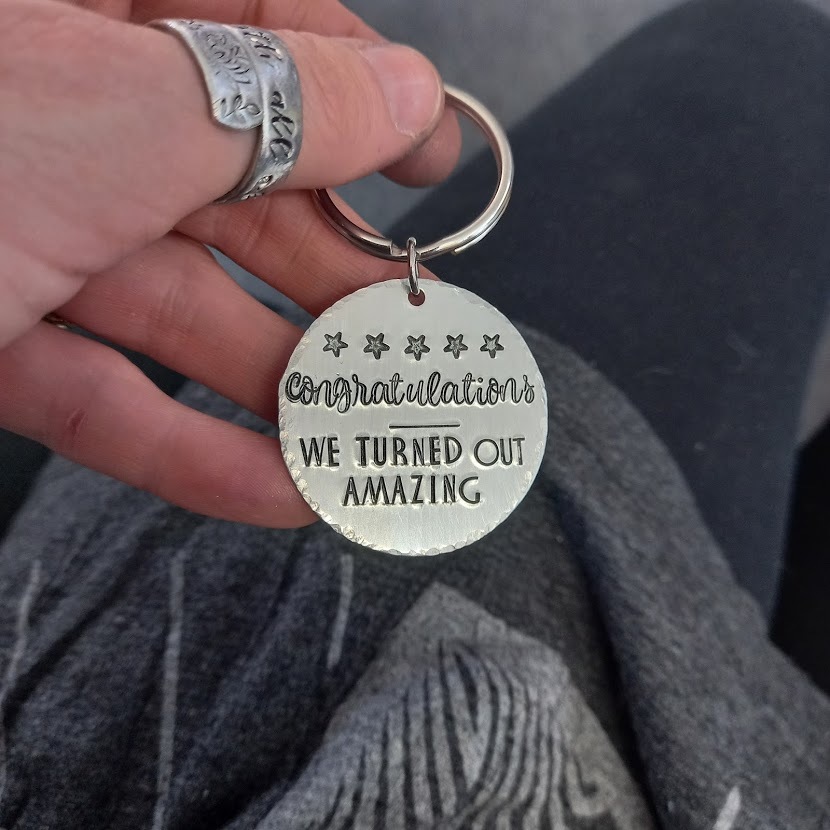 Congratulations
WE TURNED OUT
AMAZING